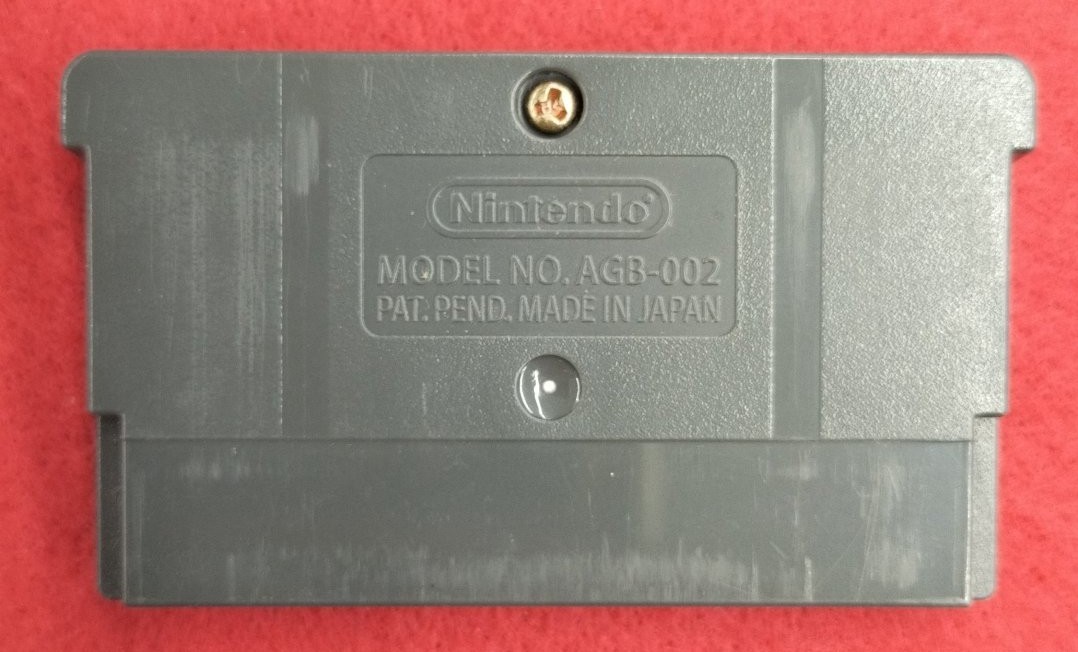 Nintendo®
MODEL NO. AGB-002
PAT. PEND. MADE IN JAPAN